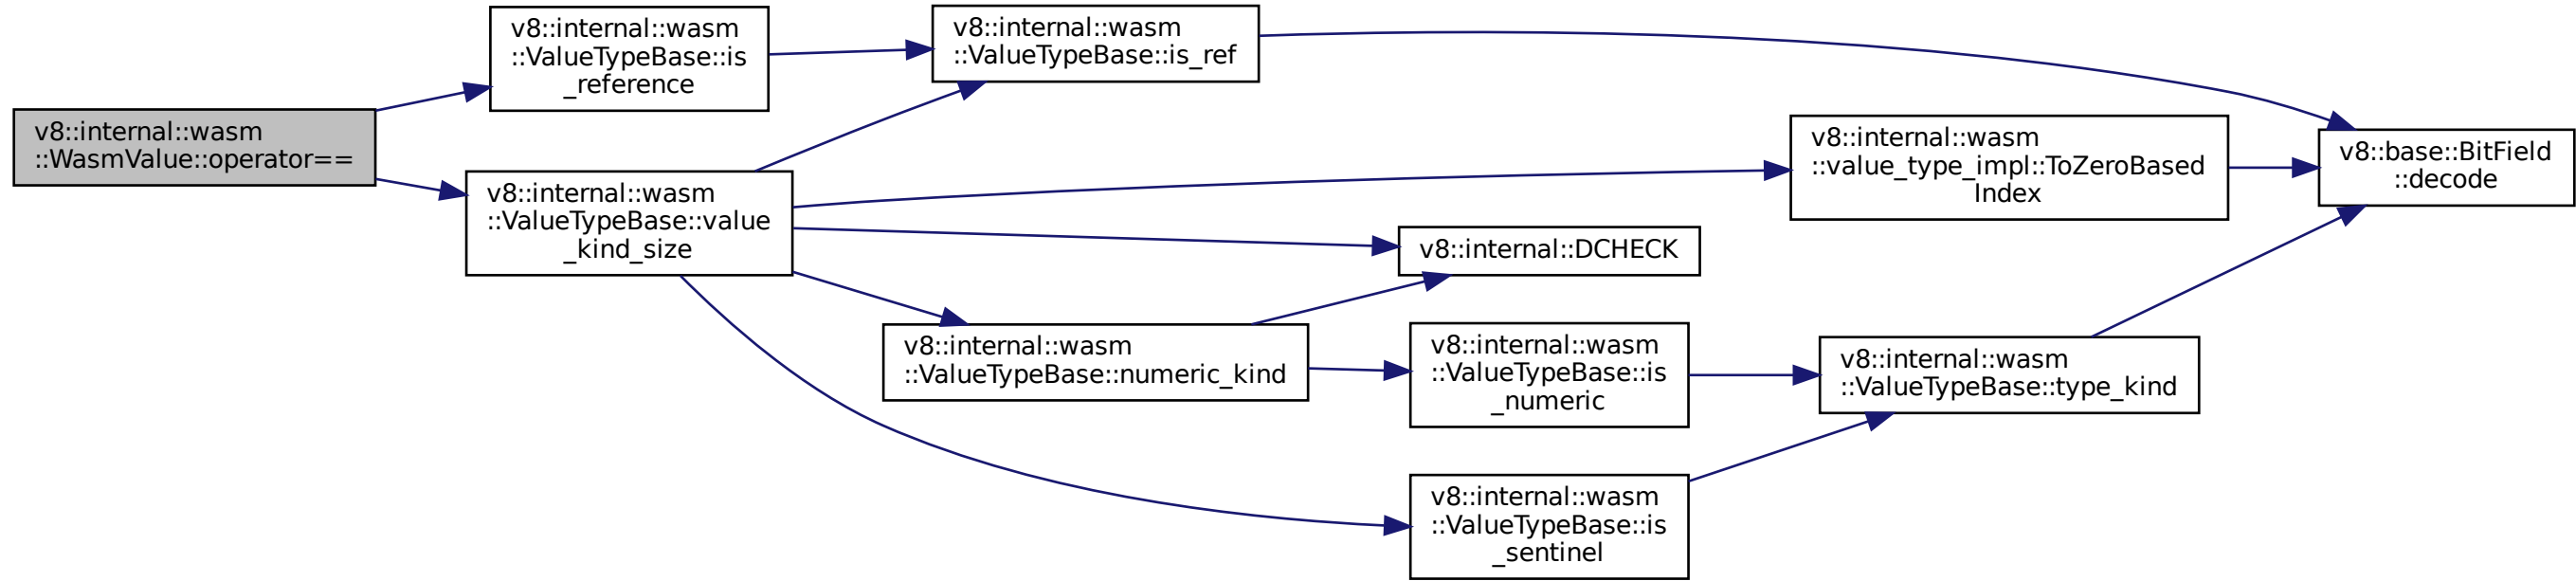 v8::internal::wasm
::WasmValue::operator==
v8::internal::wasm
::ValueTypeBase::is
_reference
v8::internal::wasm
::ValueTypeBase::value
_kind_size
v8::internal::wasm
::ValueTypeBase::is_ref
v8::internal::wasm
::ValueTypeBase::numeric_kind
v8::internal::DCHECK
v8::internal::wasm
::ValueTypeBase::is
_numeric
v8::internal::wasm
::ValueTypeBase::is
_sentinel
v8::internal::wasm
::value_type_impl::ToZeroBased
Index
v8::internal::wasm
::ValueTypeBase::type_kind
v8::base::BitField
::decode